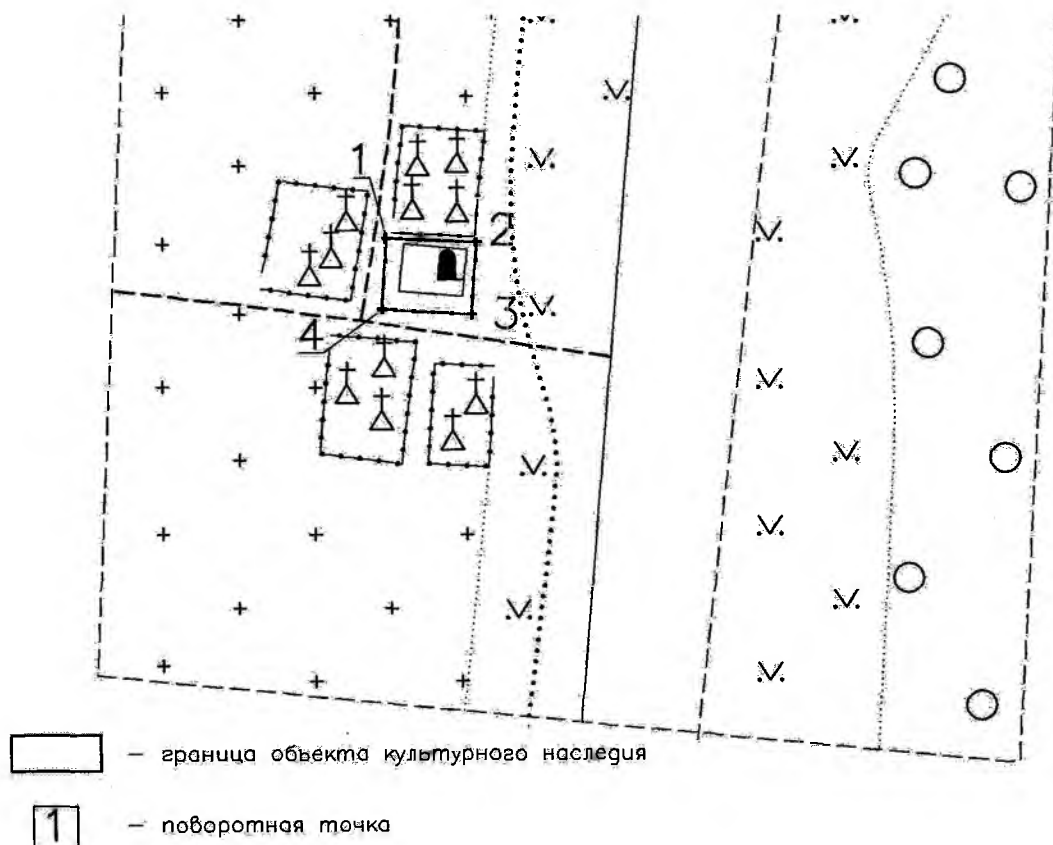 1
2
3
4
– граница объекта культурного наследия
1 – поворотная точка